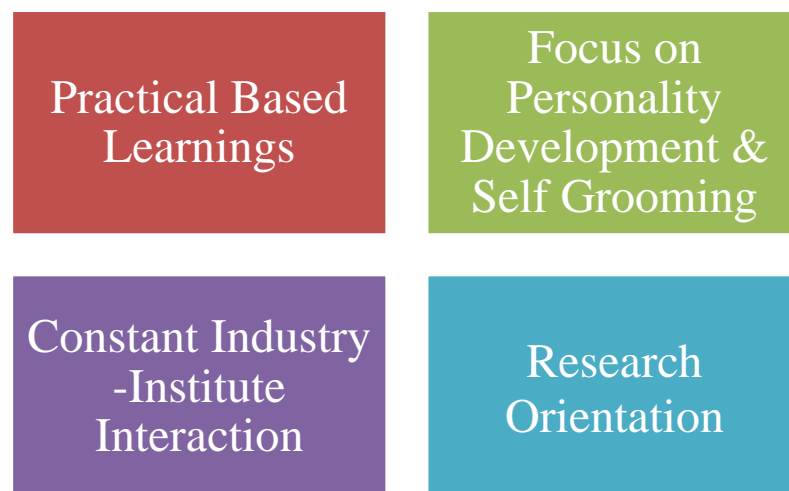 Practical Based
Learnings
Focus on
Personality
Development &
Self Grooming
Constant Industry
-Institute
Interaction
Research
Orientation